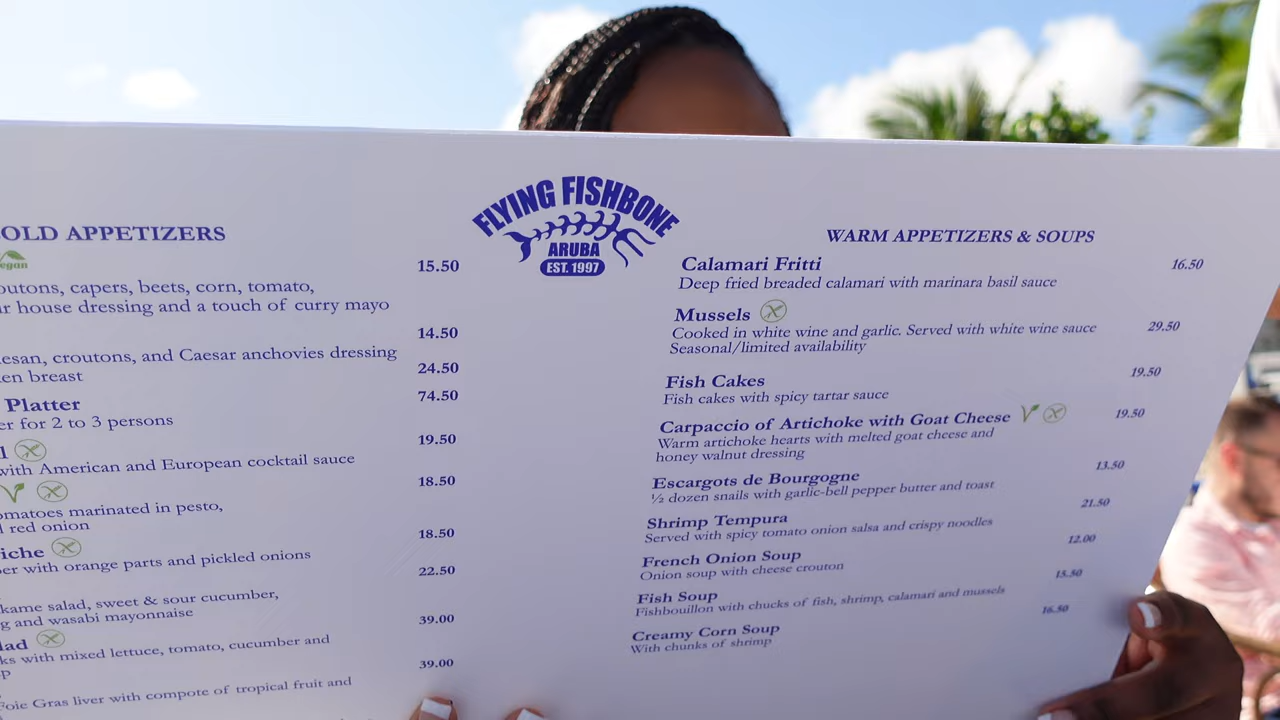 OLD APPETIZERS
egan
15.50
outons, capers, beets, corn, tomato,
r house dressing and a touch of curry mayo
14.50
esan, croutons, and Caesar anchovies dressing
24.50
en breast
74.50
Platter
er for 2 to 3 persons
19.50
l
with American and European cocktail sauce
18.50
omatoes marinated in pesto,
red onion
18.50
iche
er with orange parts and pickled onions
22.50
kame salad, sweet & sour cucumber,
g and wasabi mayonnaise
39.00
lad
ks with mixed lettuce, tomato, cucumber and
p
39.00
Foie Gras liver with compote of tropical fruit and
FLYING FISHBONE
ARUBA
EST. 1997
WARM APPETIZERS & SOUPS
Calamari Fritti 16.50
Deep fried breaded calamari with marinara basil sauce
Mussels 29.50
Cooked in white wine and garlic. Served with white wine sauce
Seasonal/limited availability
Fish Cakes 19.50
Fish cakes with spicy tartar sauce
Carpaccio of Artichoke with Goat Cheese 19.50
Warm artichoke hearts with melted goat cheese and
honey walnut dressing
Escargots de Bourgogne 13.50
½ dozen snails with garlic-bell pepper butter and toast
Shrimp Tempura 21.50
Served with spicy tomato onion salsa and crispy noodles
French Onion Soup 12.00
Onion soup with cheese crouton
Fish Soup 15.50
Fishbouillon with chucks of fish, shrimp, calamari and mussels
Creamy Corn Soup 16.50
With chunks of shrimp